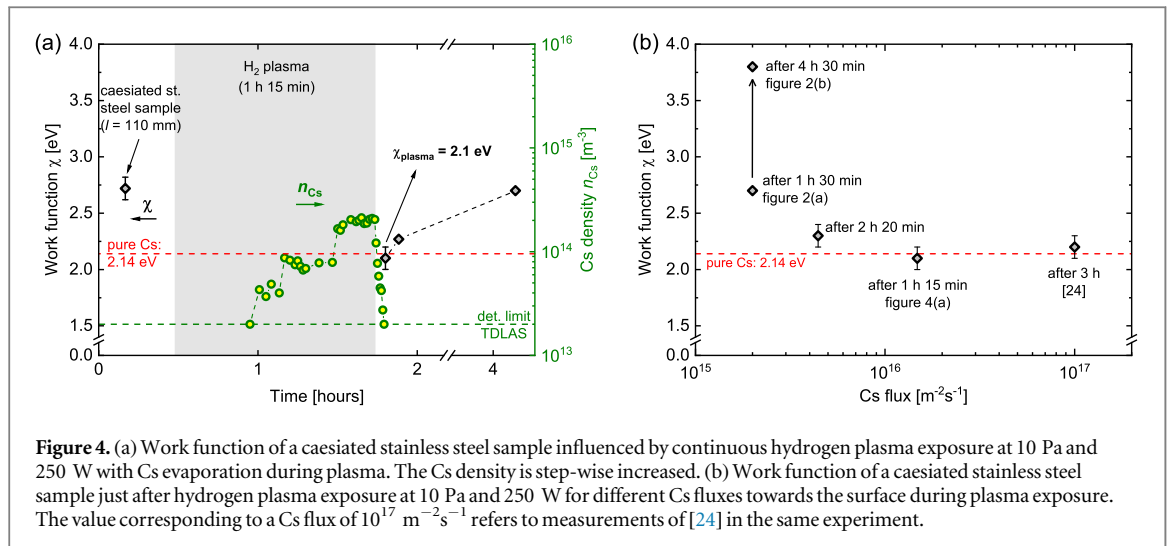 (a)
4.0
3.5
3.0
2.5
2.0
1.5
0.0
Work function χ [eV]
H2 plasma
(1 h 15 min)
caesiated st.
steel sample
(l = 110 mm)
χ
pure Cs:
2.14 eV
nCs
χplasma = 2.1 eV
det. limit
TDLAS
0
1
2
4
Time [hours]
10^16
10^15
10^14
10^13
Cs density nCs [m^-3]
(b)
4.0
3.5
3.0
2.5
2.0
1.5
0.0
Work function χ [eV]
after 4 h 30 min
figure 2(b)
after 1 h 30 min
figure 2(a)
after 2 h 20 min
pure Cs: 2.14 eV
after 1 h 15 min
figure 4(a)
after 3 h
[24]
10^15
10^16
10^17
Cs flux [m^-2s^-1]
Figure 4. (a) Work function of a caesiated stainless steel sample influenced by continuous hydrogen plasma exposure at 10 Pa and
250 W with Cs evaporation during plasma. The Cs density is step-wise increased. (b) Work function of a caesiated stainless steel
sample just after hydrogen plasma exposure at 10 Pa and 250 W for different Cs fluxes towards the surface during plasma exposure.
The value corresponding to a Cs flux of 10^17 m^−2s^−1 refers to measurements of [24] in the same experiment.